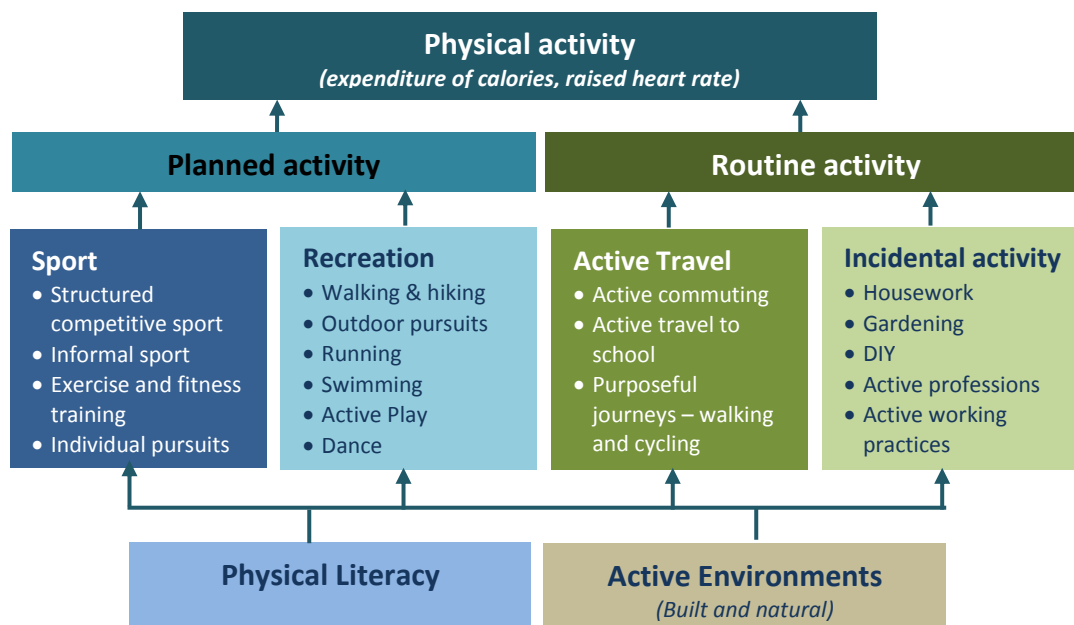 Physical activity
(expenditure of calories, raised heart rate)
Planned activity
Routine activity
Sport
• Structured
competitive sport
• Informal sport
• Exercise and fitness
training
• Individual pursuits
Recreation
• Walking & hiking
• Outdoor pursuits
• Running
• Swimming
• Active Play
• Dance
Active Travel
• Active commuting
• Active travel to
school
• Purposeful
journeys – walking
and cycling
Incidental activity
• Housework
• Gardening
• DIY
• Active professions
• Active working
practices
Physical Literacy
Active Environments
(Built and natural)